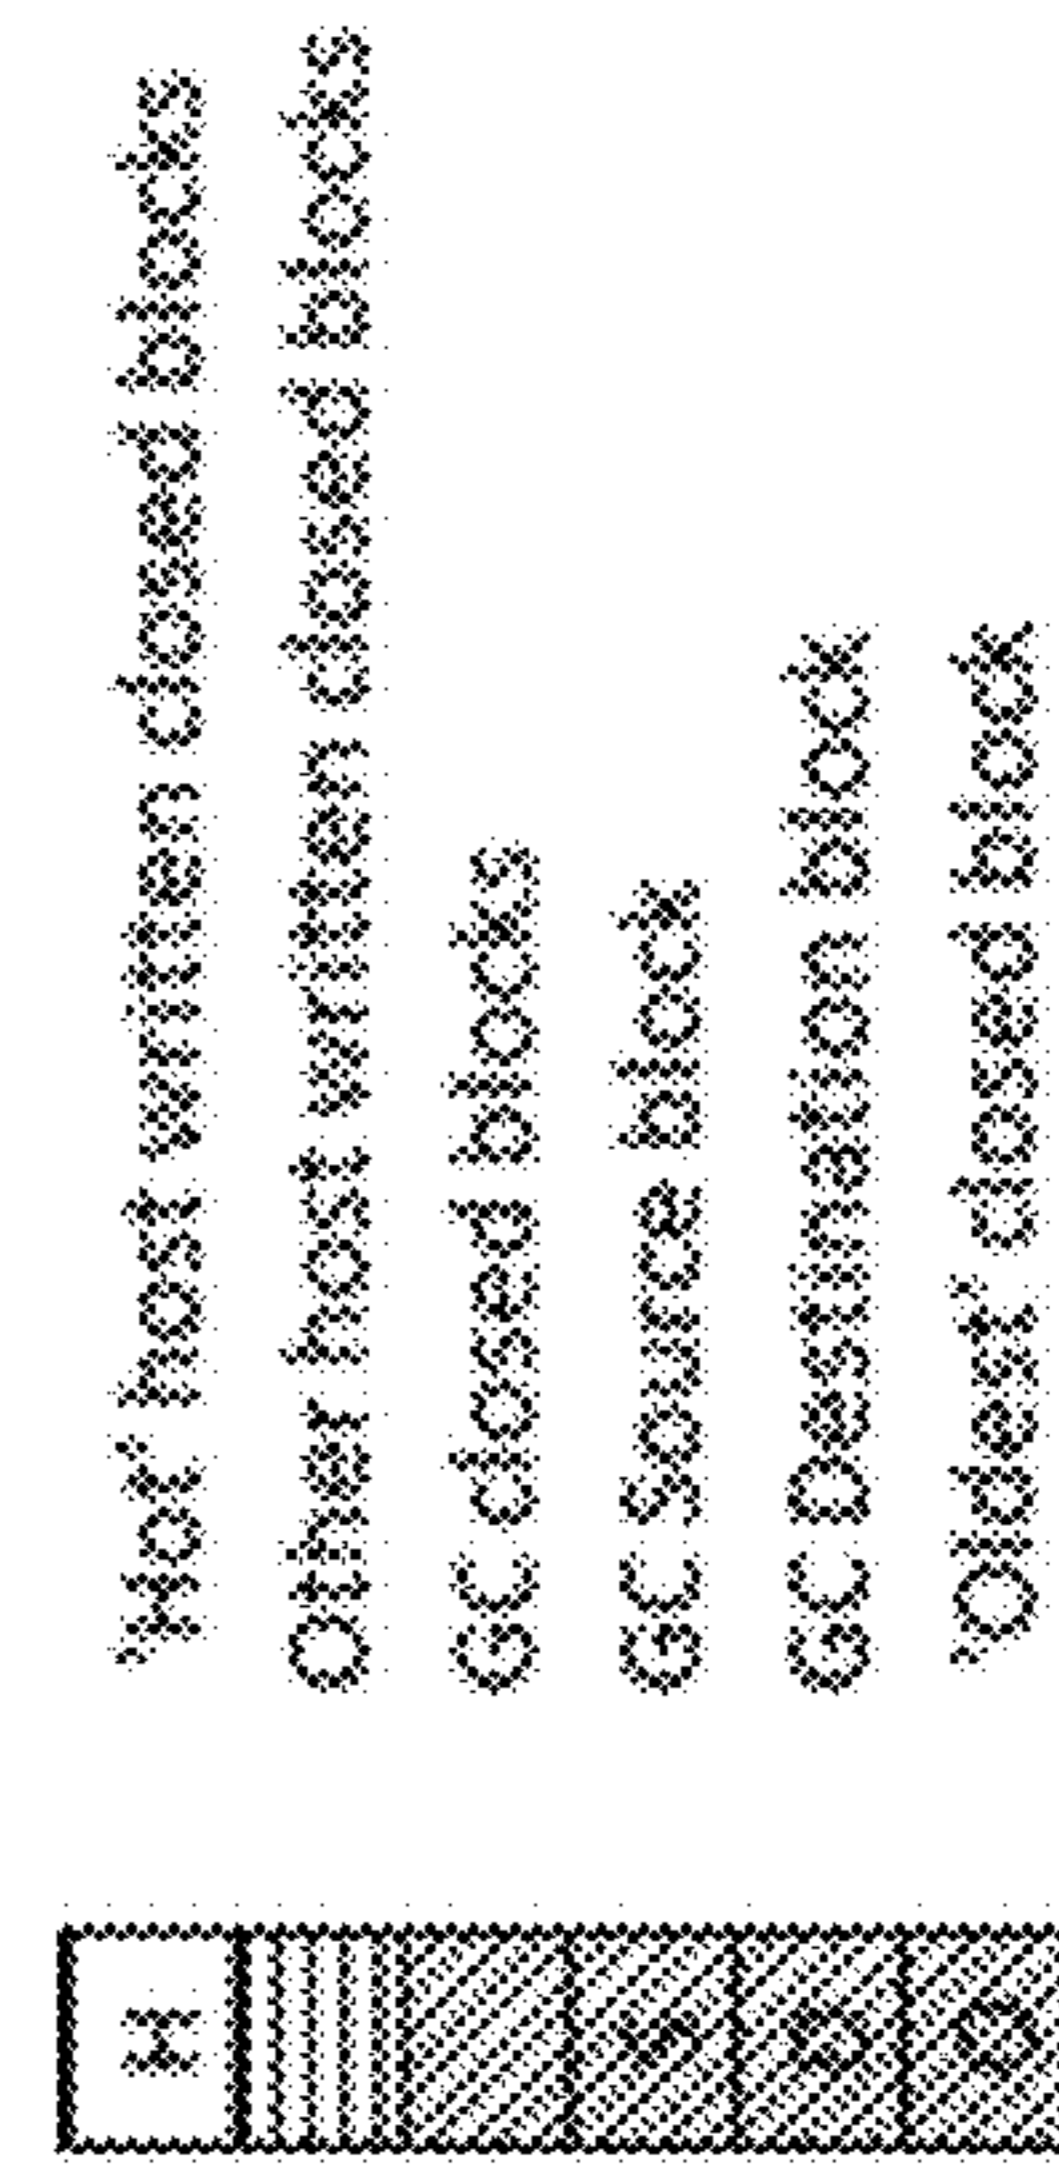 "Hot" host written closed blocks
Other host written closed blocks
GC closed blocks
GC Source block
GC Destination block
"Oldest" closed block
H
S
D
O